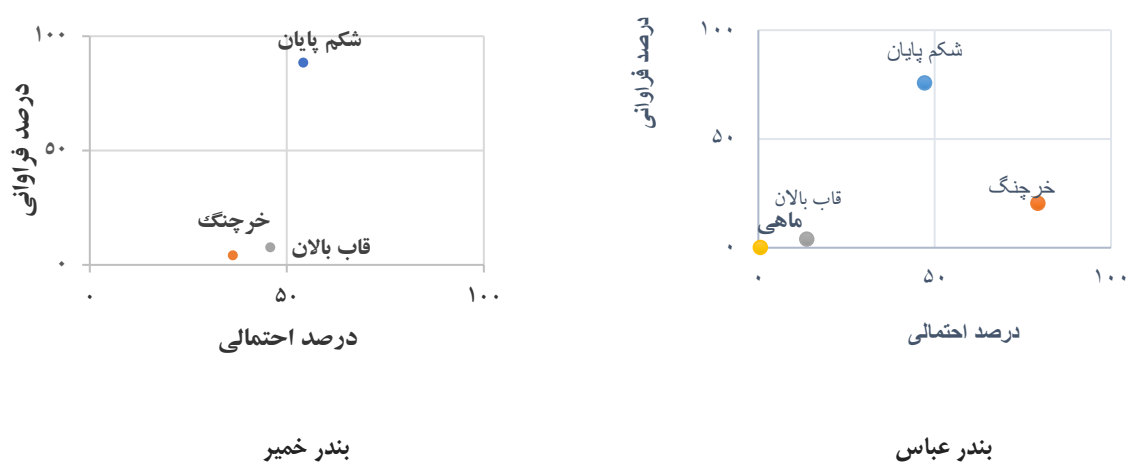 درصد فراوانی
۱۰۰
۵۰
۰
شکم پایان
خرچنگ
قاب بالان
ماهی
۰
۵۰
۱۰۰
درصد احتمالی
بندر عباس
درصد فراوانی
۱۰۰
۵۰
۰
شکم پایان
خرچنگ
قاب بالان
۰
۵۰
۱۰۰
درصد احتمالی
بندر خمیر